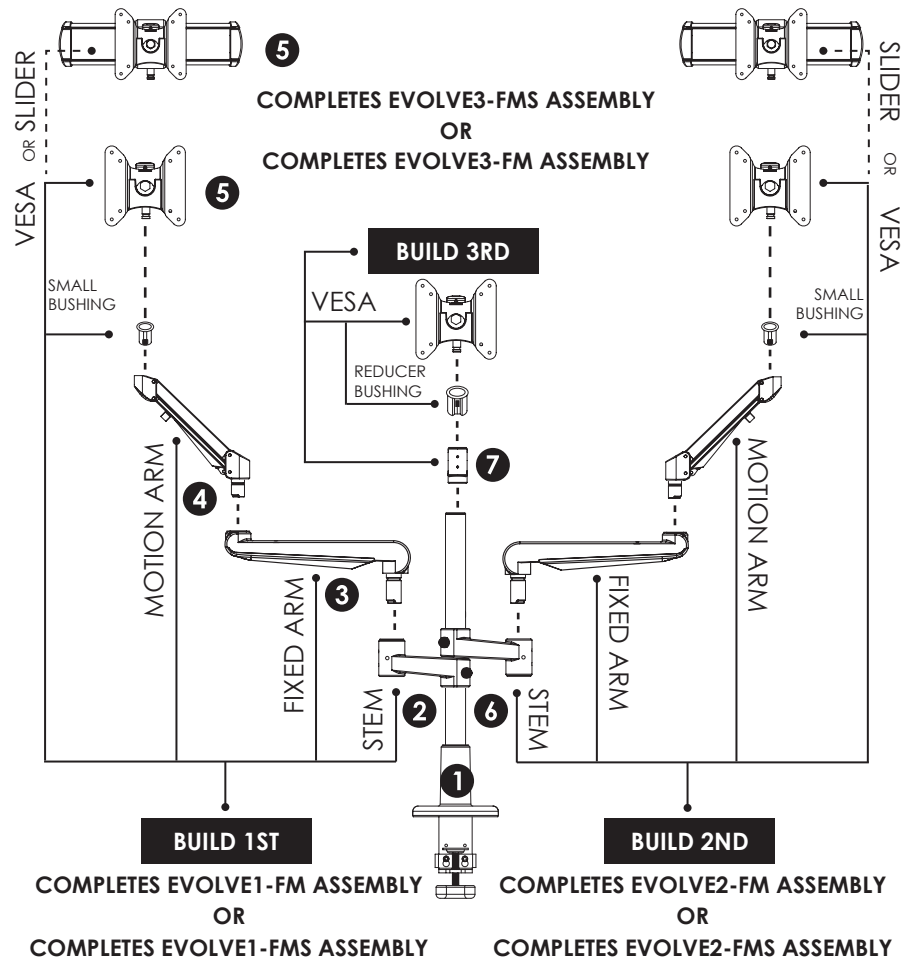 5
COMPLETES EVOLVE3-FMS ASSEMBLY
OR
COMPLETES EVOLVE3-FM ASSEMBLY
VESA OR SLIDER
SLIDER OR VESA
5
BUILD 3RD
VESA
SMALL
BUSHING
SMALL
BUSHING
REDUCER
BUSHING
7
MOTION ARM
4
MOTION ARM
FIXED ARM
3
FIXED ARM
STEM
2
6
STEM
1
BUILD 1ST
COMPLETES EVOLVE1-FM ASSEMBLY
OR
COMPLETES EVOLVE1-FMS ASSEMBLY
BUILD 2ND
COMPLETES EVOLVE2-FM ASSEMBLY
OR
COMPLETES EVOLVE2-FMS ASSEMBLY